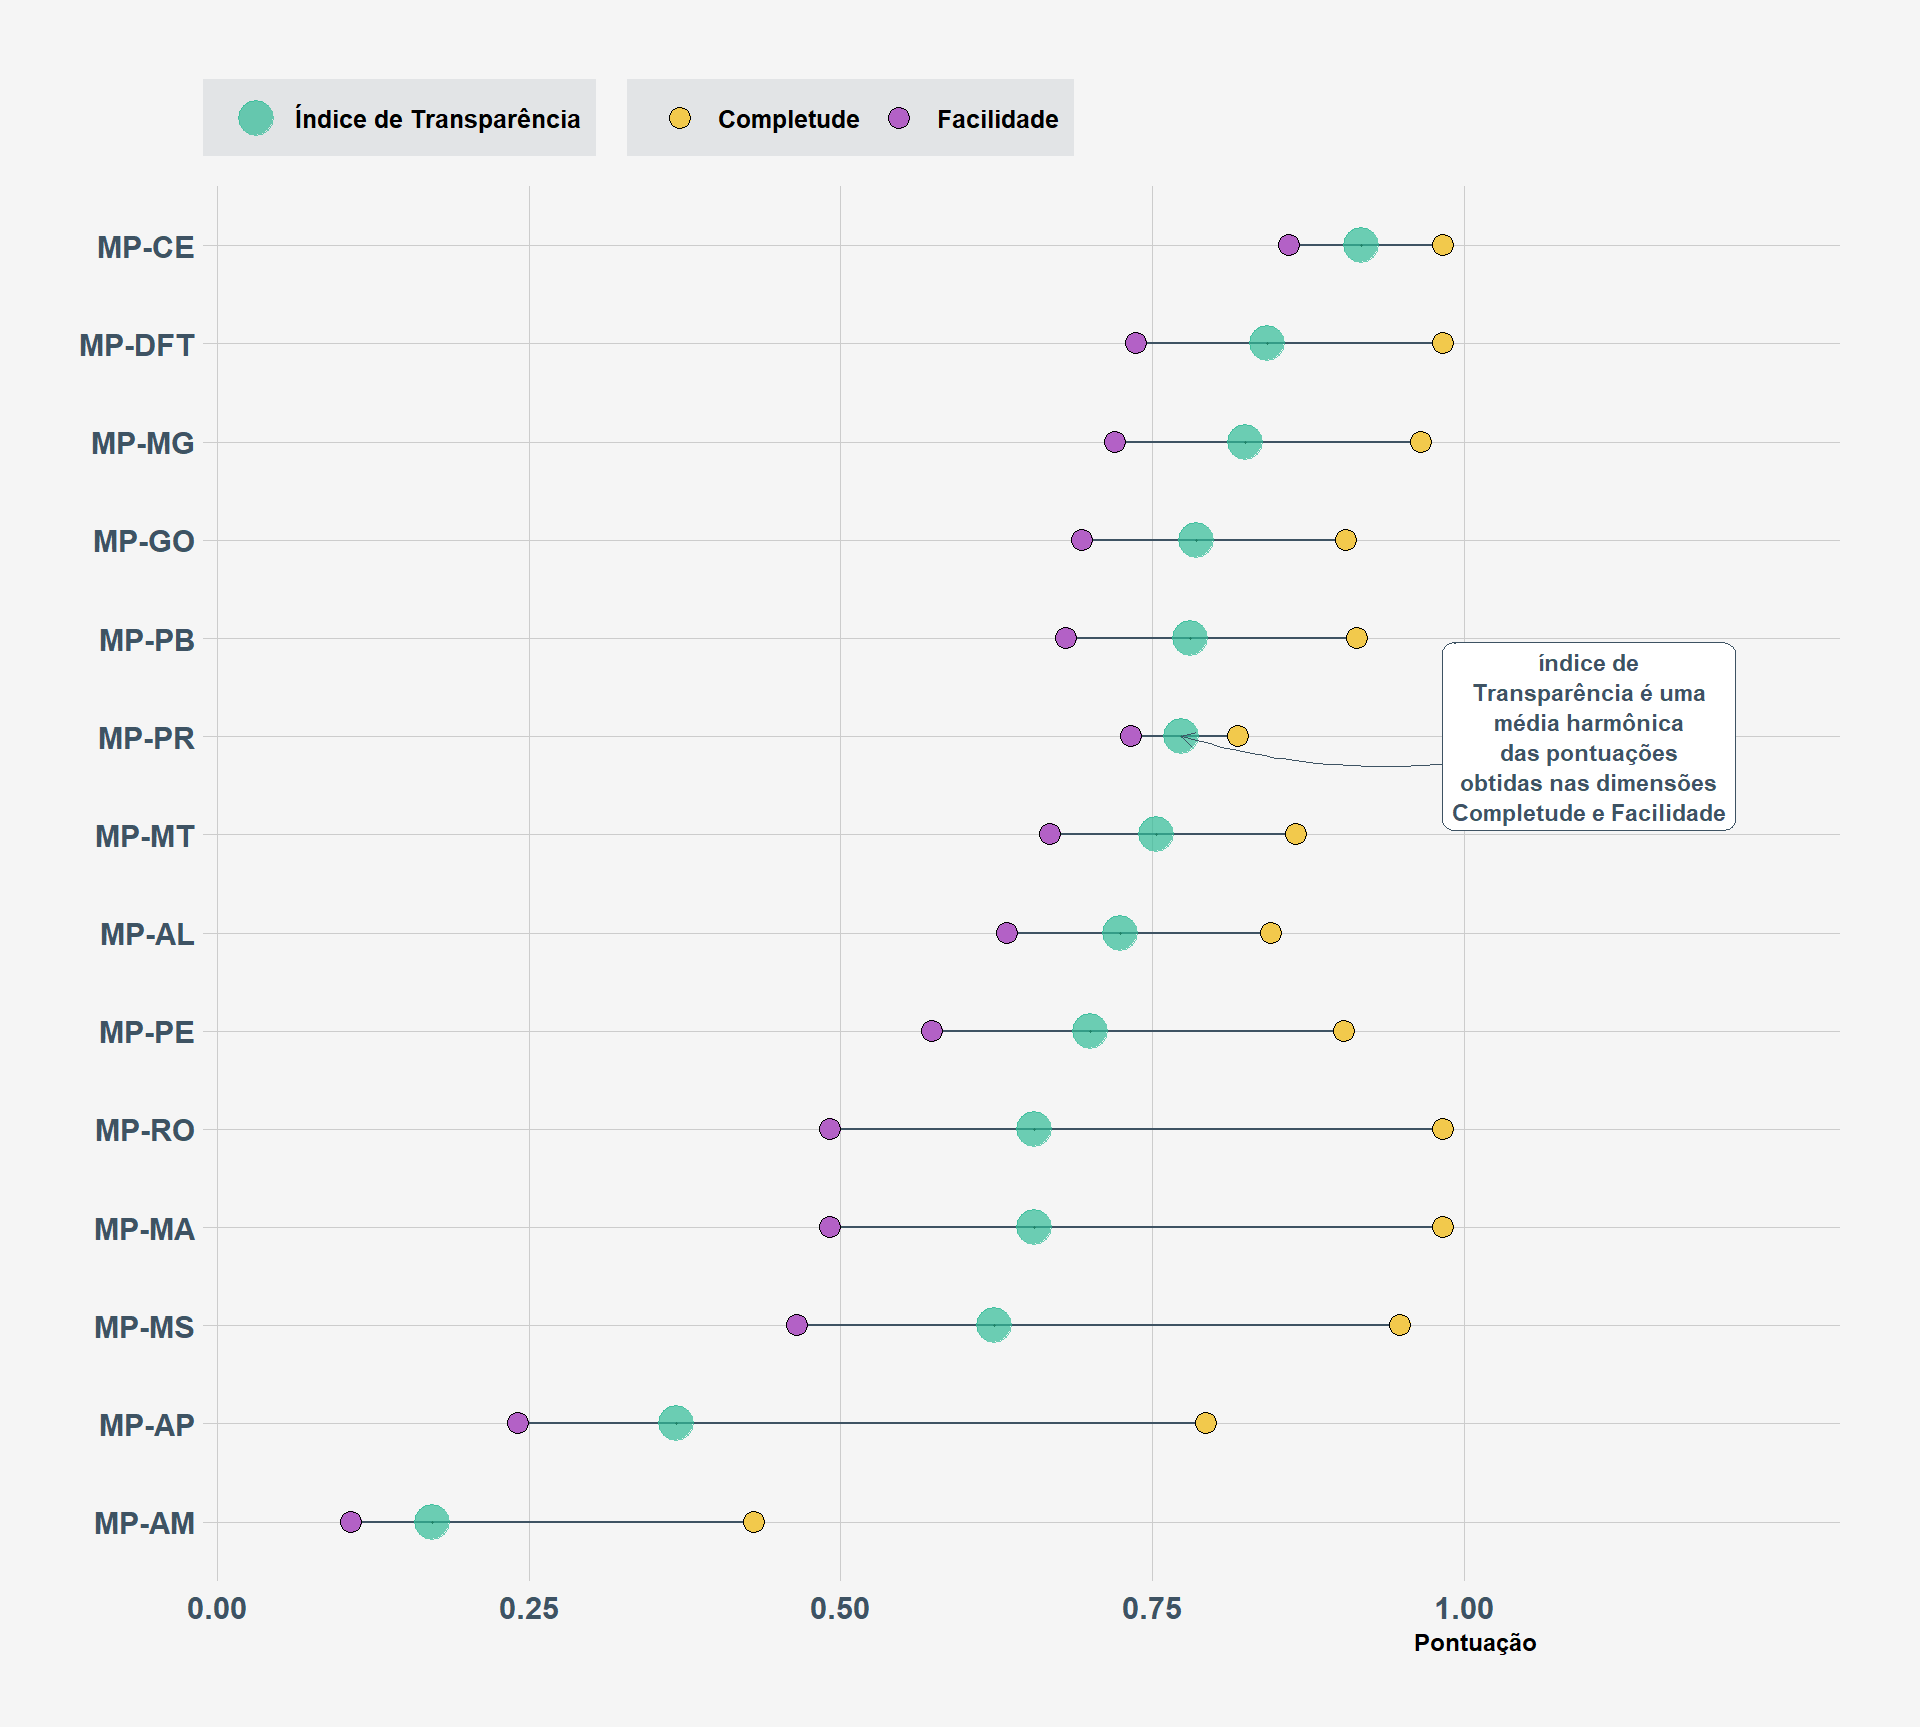 Índice de Transparência
Completude
Facilidade
MP-CE
MP-DFT
MP-MG
MP-GO
MP-PB
MP-PR
MP-MT
MP-AL
MP-PE
MP-RO
MP-MA
MP-MS
MP-AP
MP-AM
índice de
Transparência é uma
média harmônica
das pontuações
obtidas nas dimensões
Completude e Facilidade
0.00
0.25
0.50
0.75
1.00
Pontuação